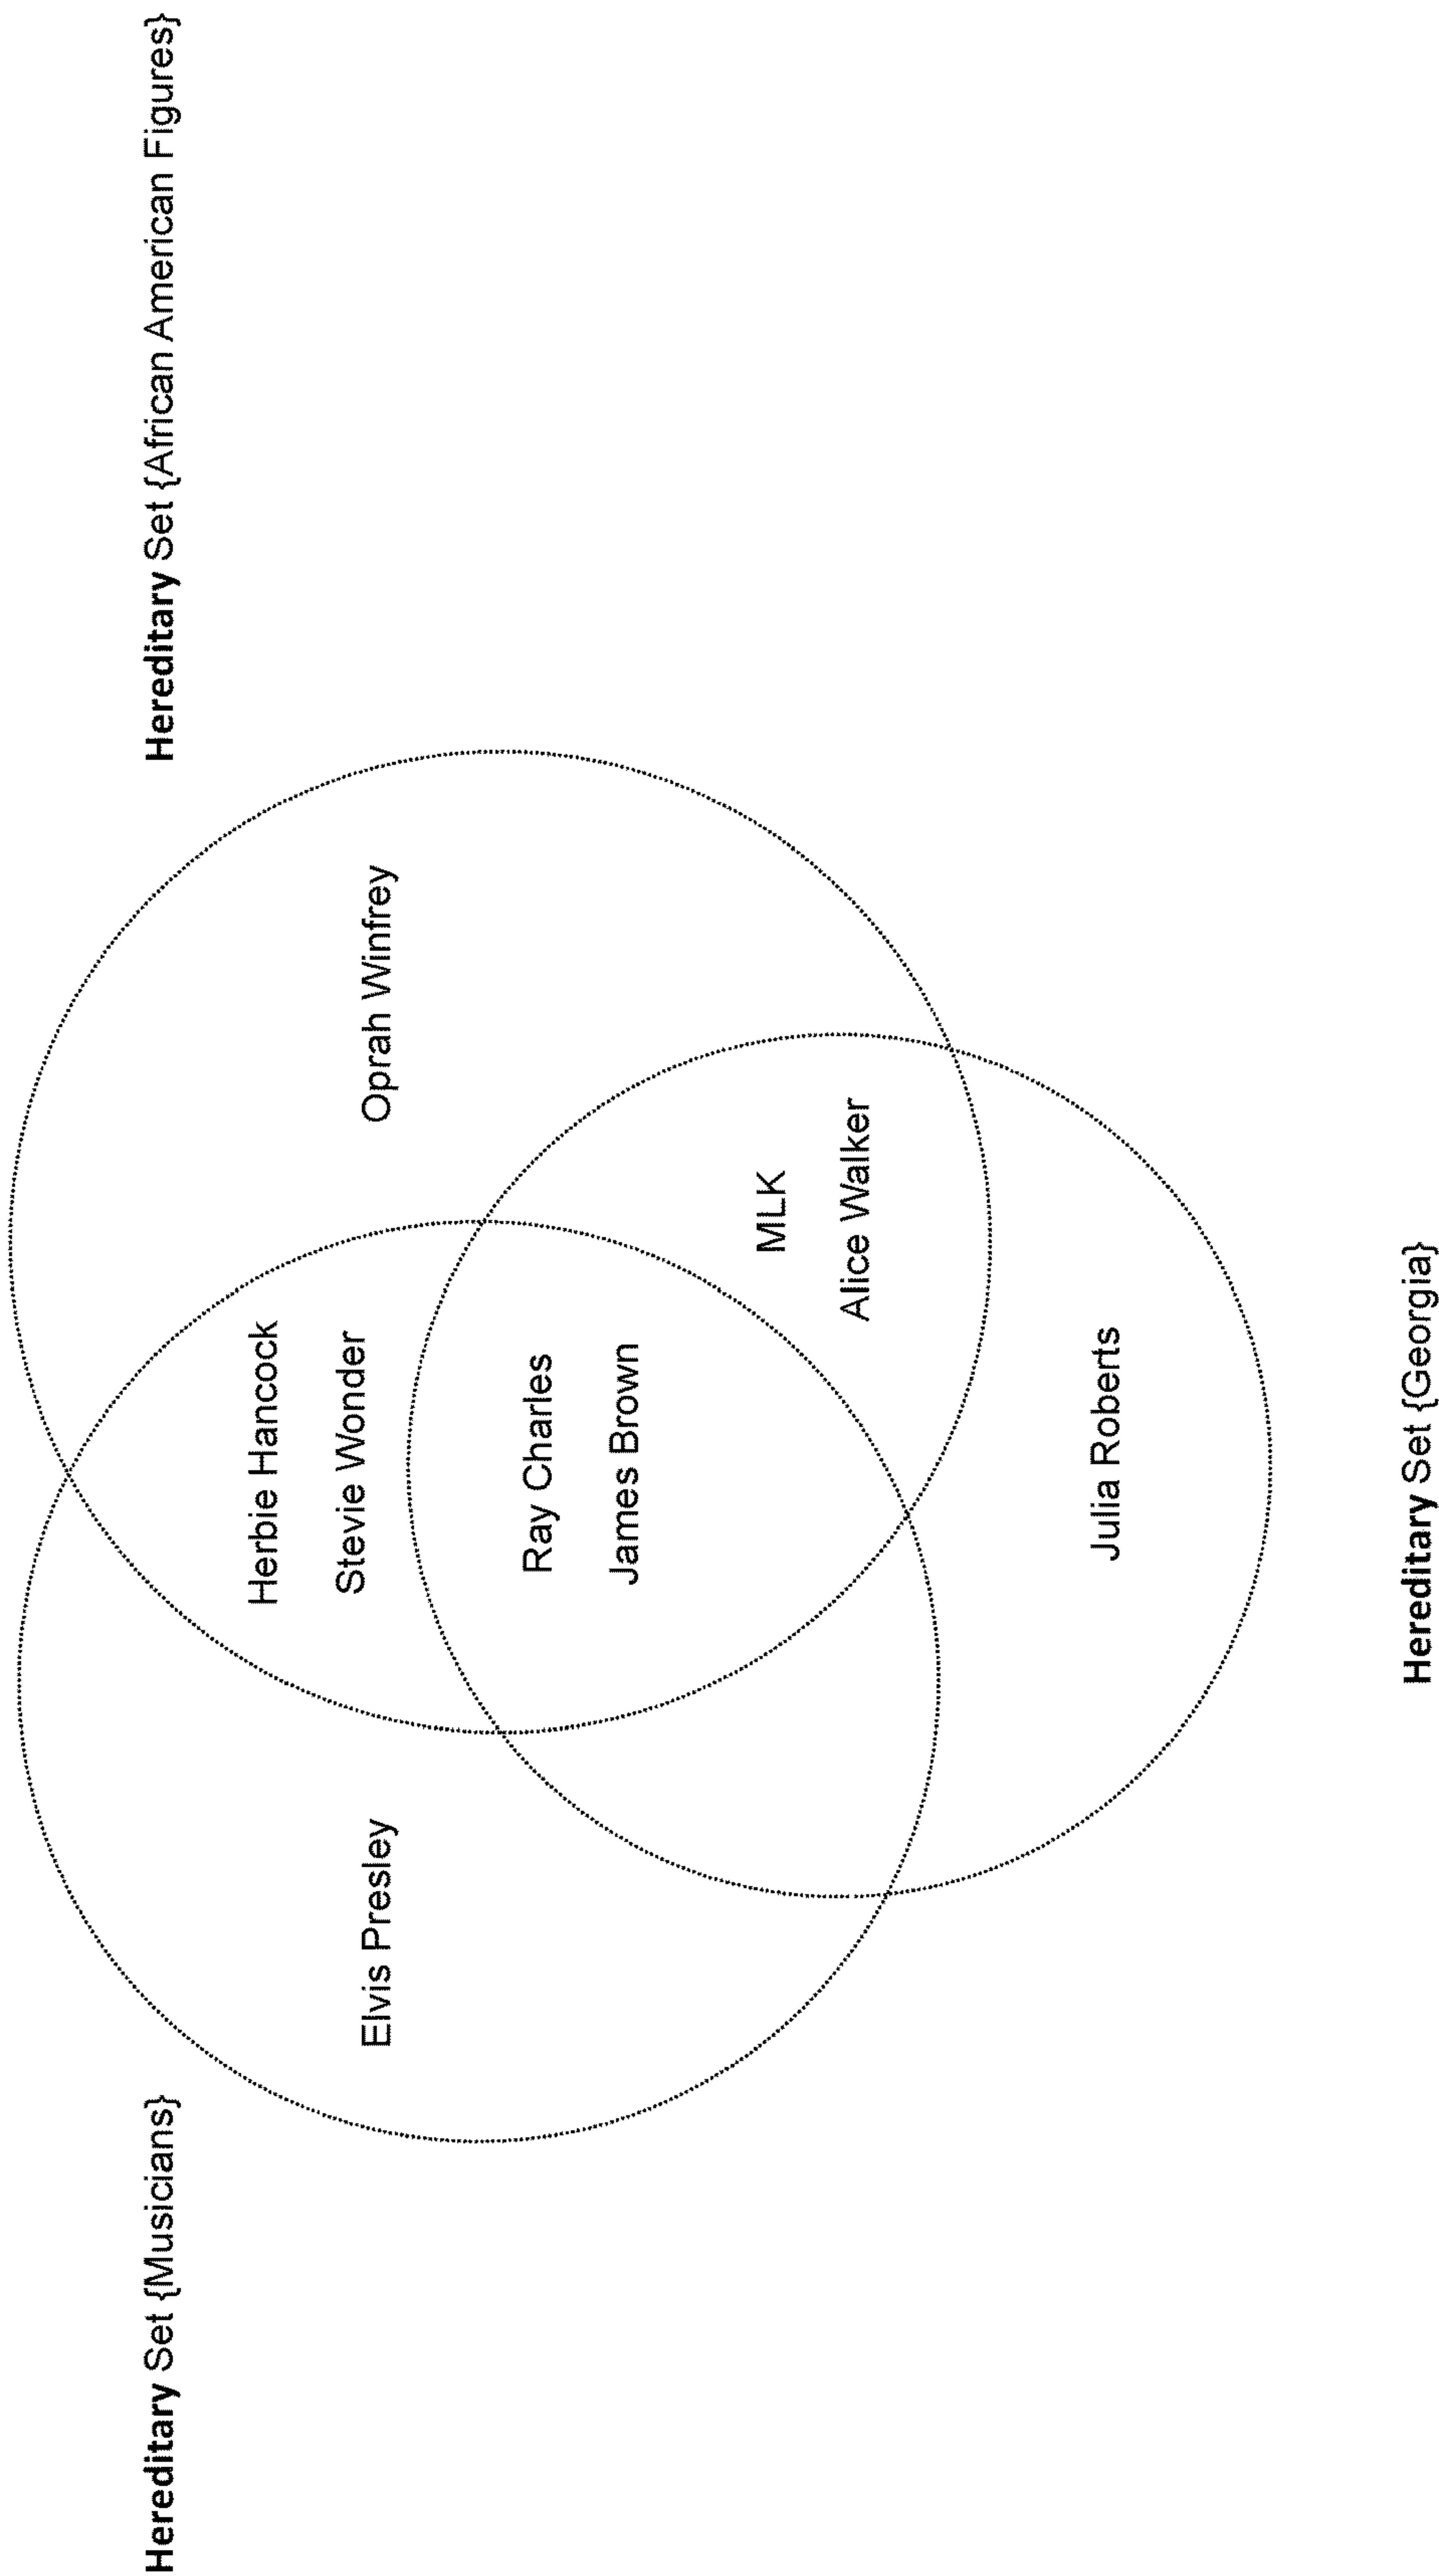 Hereditary Set {Musicians}
Hereditary Set {African American Figures}
Herbie Hancock
Stevie Wonder
Elvis Presley
Oprah Winfrey
Ray Charles
James Brown
MLK
Alice Walker
Julia Roberts
Hereditary Set {Georgia}